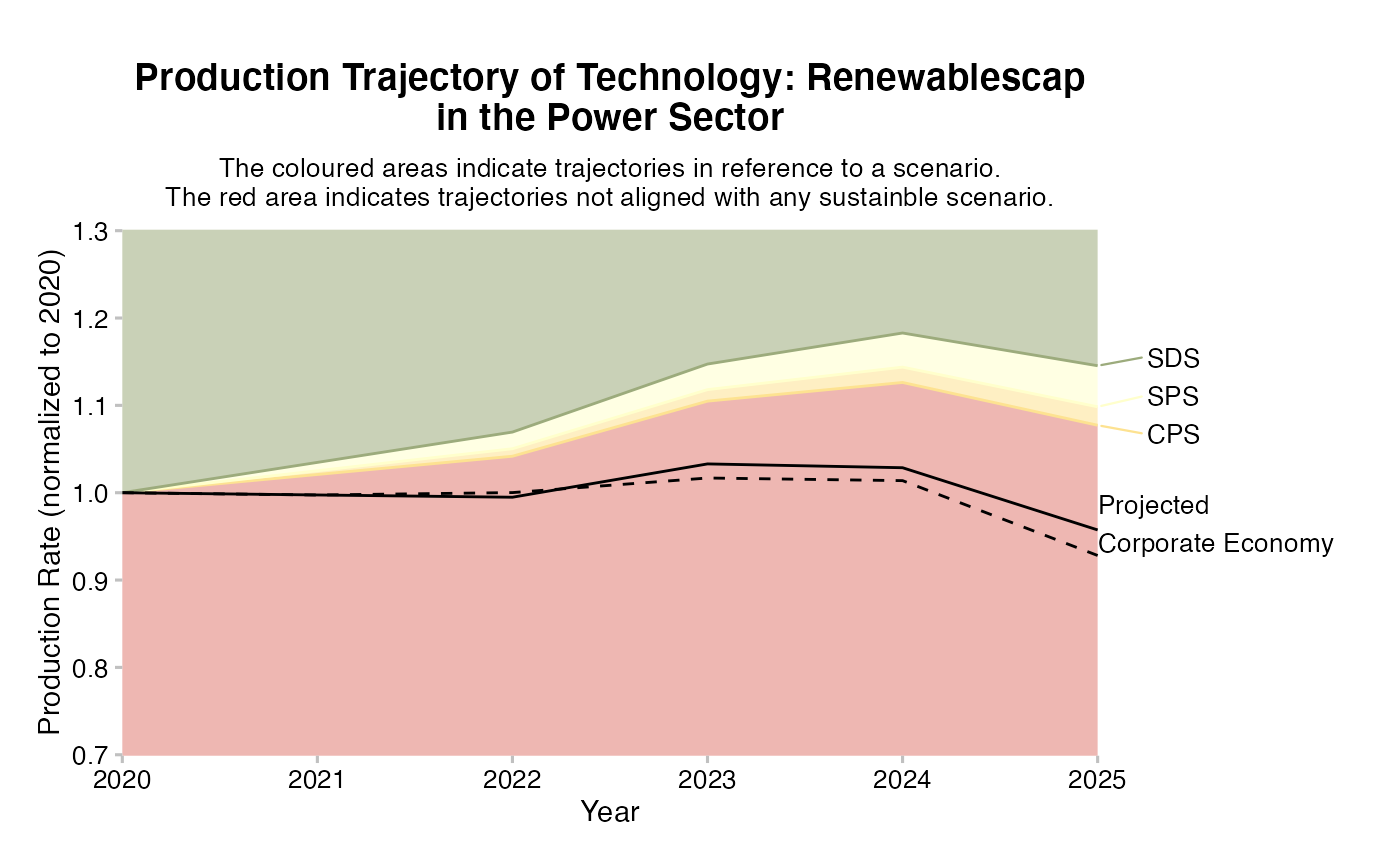 Production Trajectory of Technology: Renewablescap
in the Power Sector
The coloured areas indicate trajectories in reference to a scenario.
The red area indicates trajectories not aligned with any sustainble scenario.
Production Rate (normalized to 2020)
1.3
1.2
1.1
1.0
0.9
0.8
0.7
SDS
SPS
CPS
Projected
Corporate Economy
2020 2021 2022 2023 2024 2025
Year